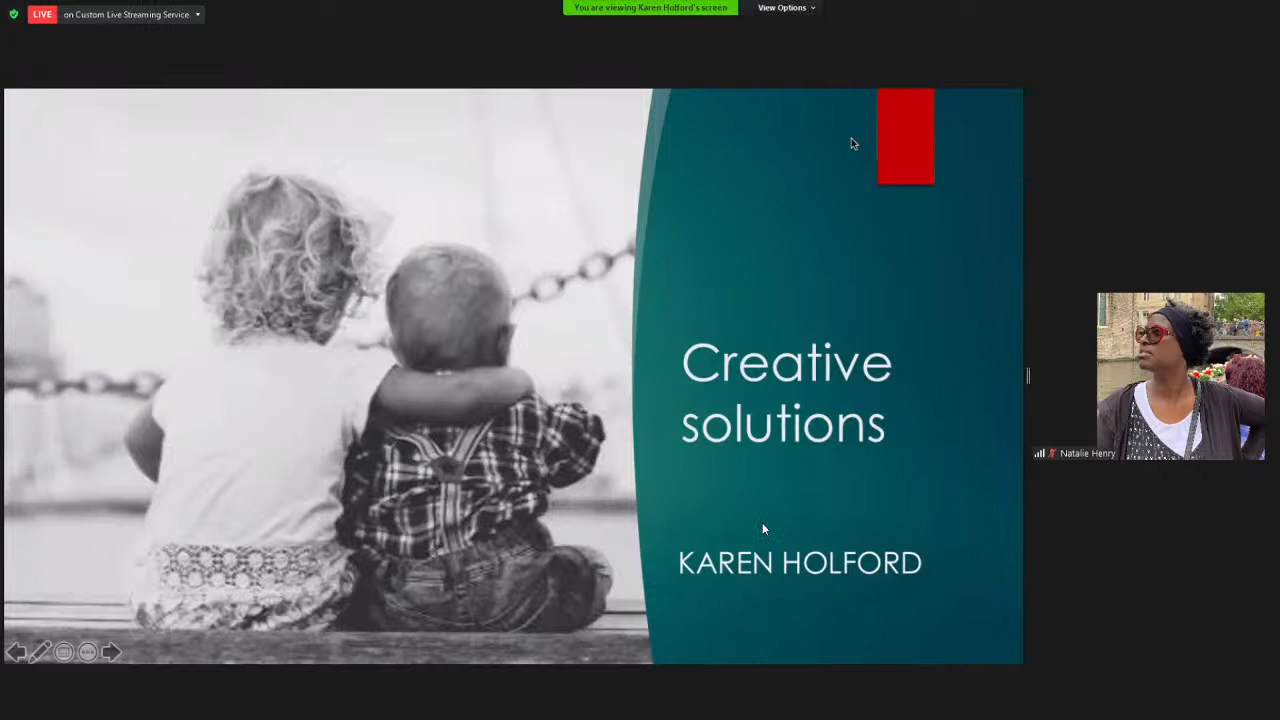 LIVE on Custom Live Streaming Service
You are viewing Karen Holford's screen
View Options
Creative
solutions
KAREN HOLFORD
Natalie Henry